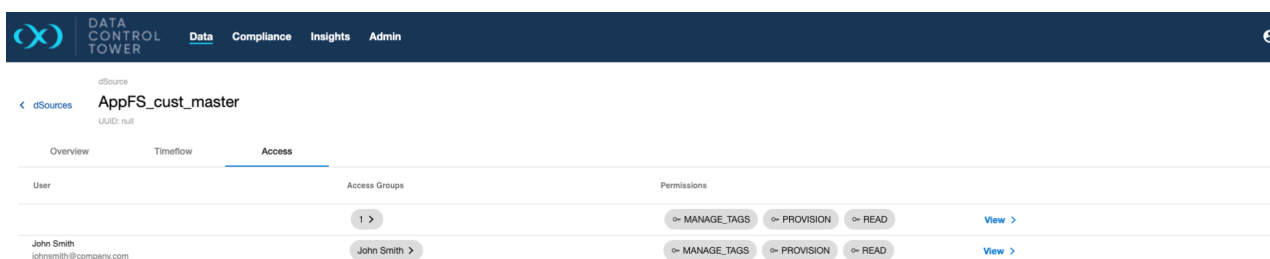 DATA
CONTROL
TOWER
Data Compliance Insights Admin
dSource
dSources AppFS_cust_master
UUID: null
Overview Timeflow Access
User Access Groups Permissions
1 MANAGE_TAGS PROVISION READ View
John Smith
johnsmith@company.com
John Smith MANAGE_TAGS PROVISION READ View